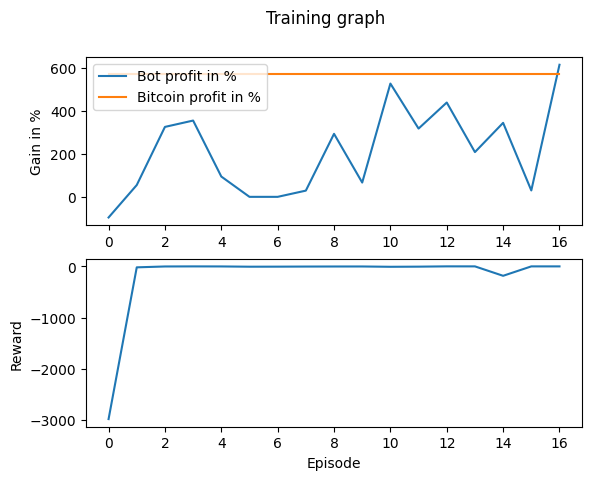 Training graph
Gain in %
600
400
200
0
Bot profit in %
Bitcoin profit in %
0 2 4 6 8 10 12 14 16
Reward
0
−1000
−2000
−3000
0 2 4 6 8 10 12 14 16
Episode